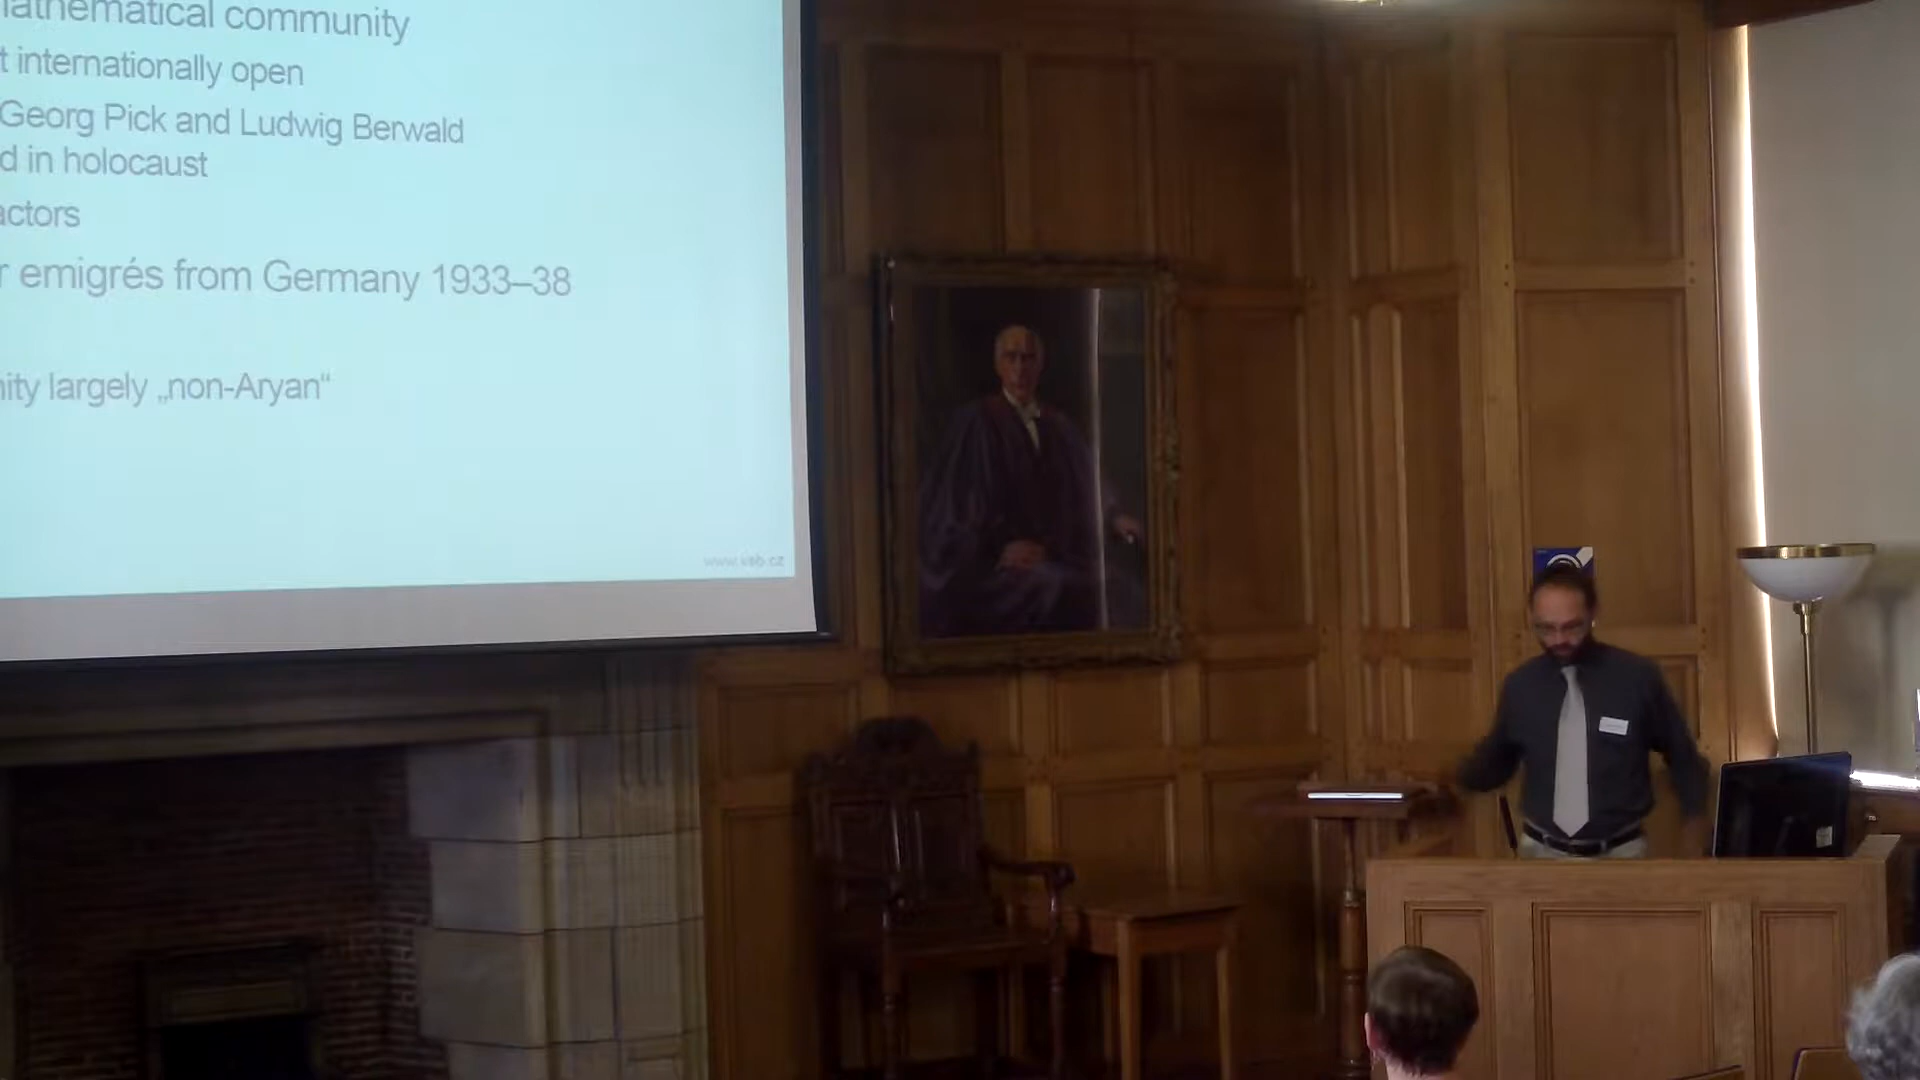 mathematical community
t internationally open
Georg Pick and Ludwig Berwald
d in holocaust
actors
r emigrés from Germany 1933–38
nity largely „non-Aryan“
www.vsb.cz